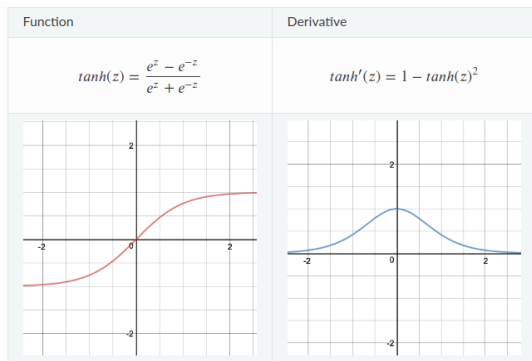 Function
Derivative
tanh(z) = (e^z − e^−z) / (e^z + e^−z)
tanh′(z) = 1 − tanh(z)²
2
-2
0
2
-2
2
-2
0
2
-2